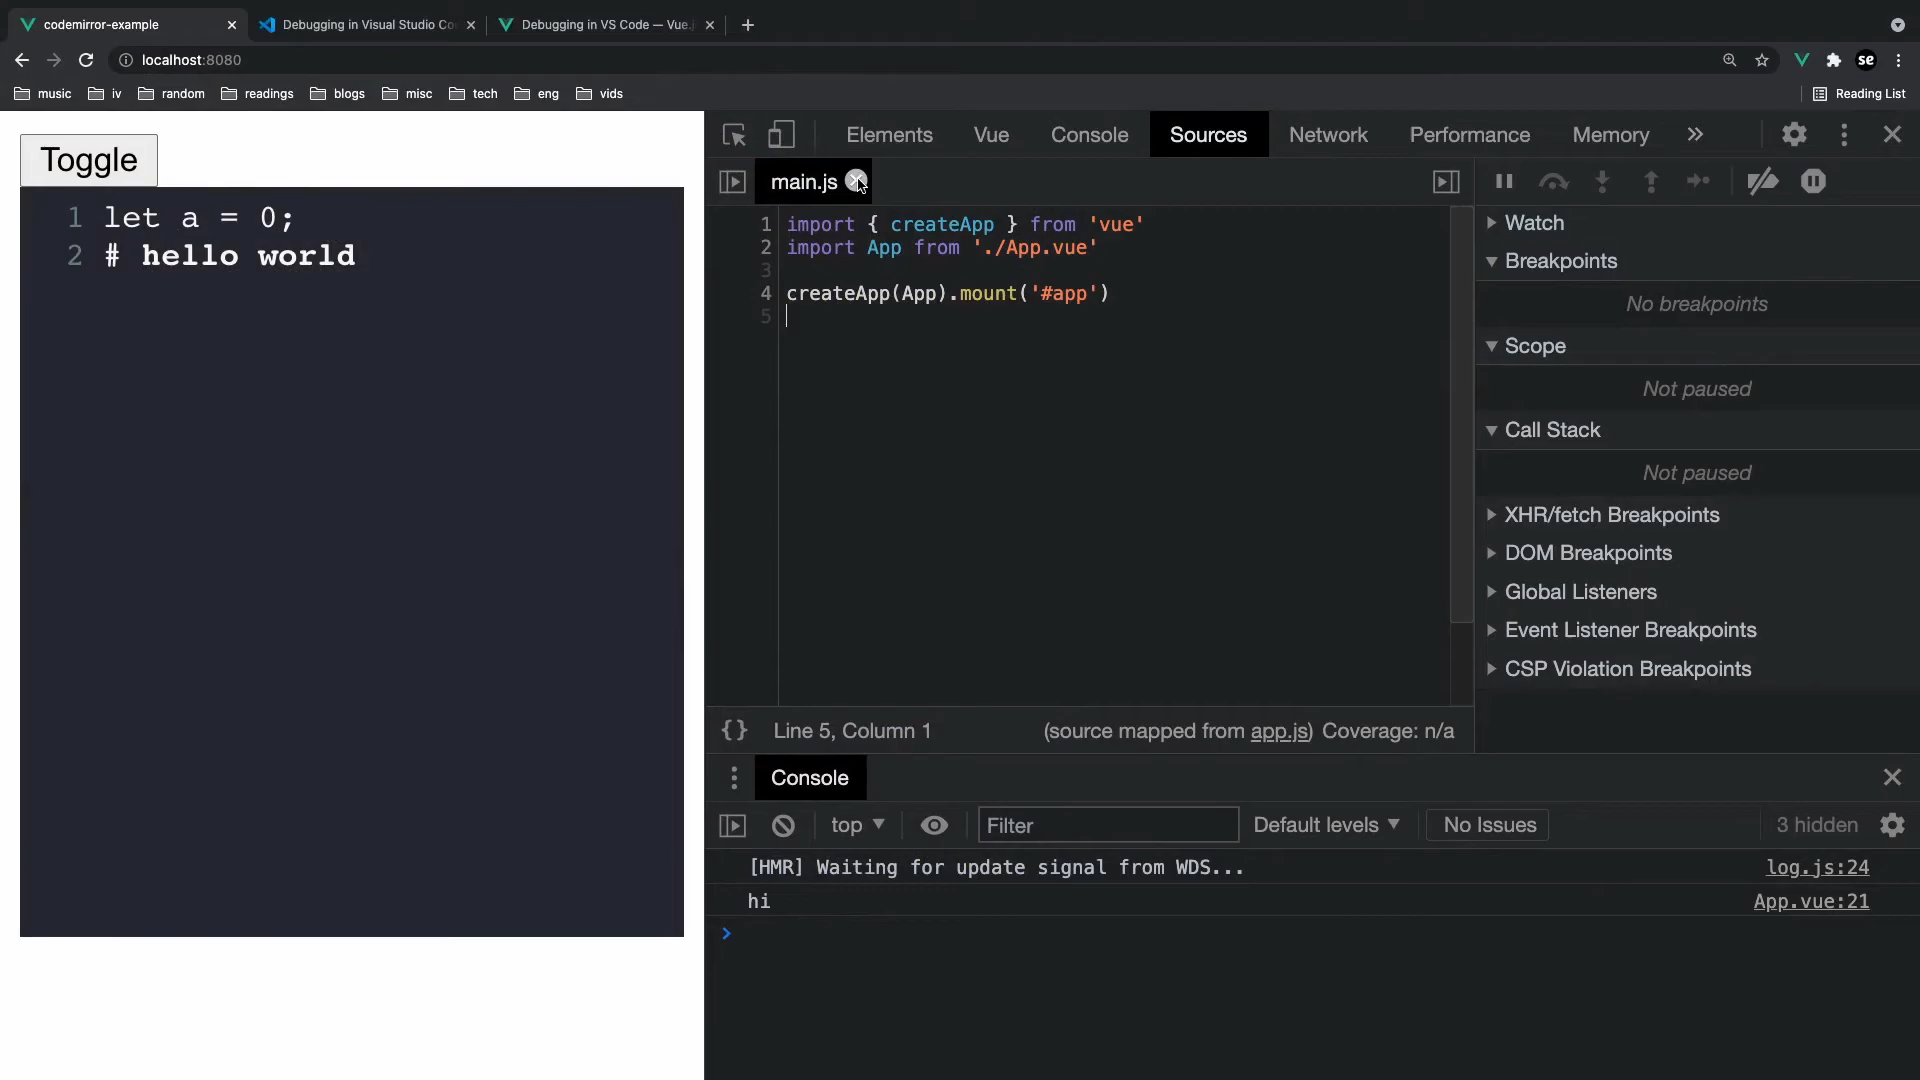 codemirror-example
Debugging in Visual Studio Co
Debugging in VS Code — Vue.j
localhost:8080
music
iv
random
readings
blogs
misc
tech
eng
vids
Reading List
se
Toggle
1 let a = 0;
2 # hello world
Elements Vue Console Sources Network Performance Memory »
main.js
1 import { createApp } from 'vue'
2 import App from './App.vue'
3
4 createApp(App).mount('#app')
5
{} Line 5, Column 1 (source mapped from app.js) Coverage: n/a
Watch
Breakpoints
No breakpoints
Scope
Not paused
Call Stack
Not paused
XHR/fetch Breakpoints
DOM Breakpoints
Global Listeners
Event Listener Breakpoints
CSP Violation Breakpoints
Console
top Filter Default levels No Issues 3 hidden
[HMR] Waiting for update signal from WDS... log.js:24
hi App.vue:21